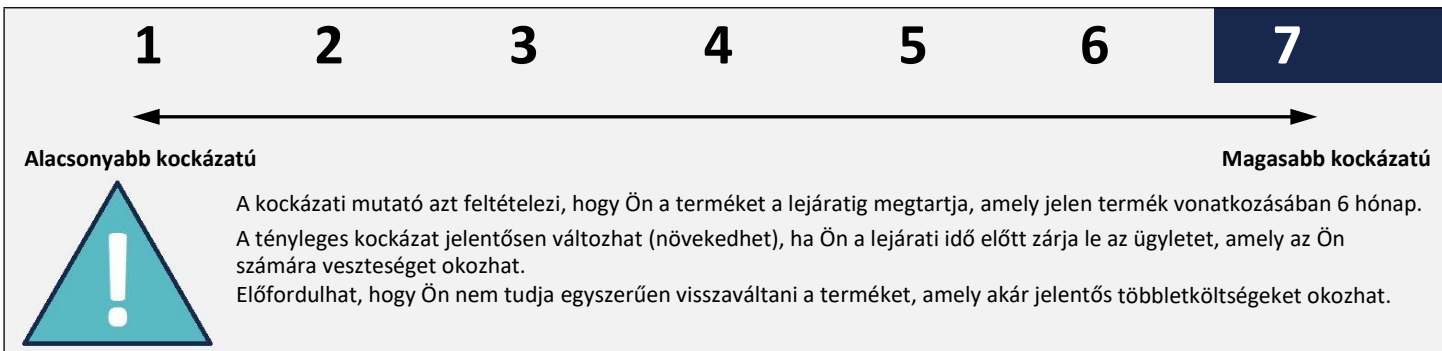 1 2 3 4 5 6 7
Alacsonyabb kockázatú Magasabb kockázatú
!
A kockázati mutató azt feltételezi, hogy Ön a terméket a lejáratig megtartja, amely jelen termék vonatkozásában 6 hónap.
A tényleges kockázat jelentősen változhat (növekedhet), ha Ön a lejárati idő előtt zárja le az ügyletet, amely az Ön
számára veszteséget okozhat.
Előfordulhat, hogy Ön nem tudja egyszerűen visszaváltani a terméket, amely akár jelentős többletköltségeket okozhat.